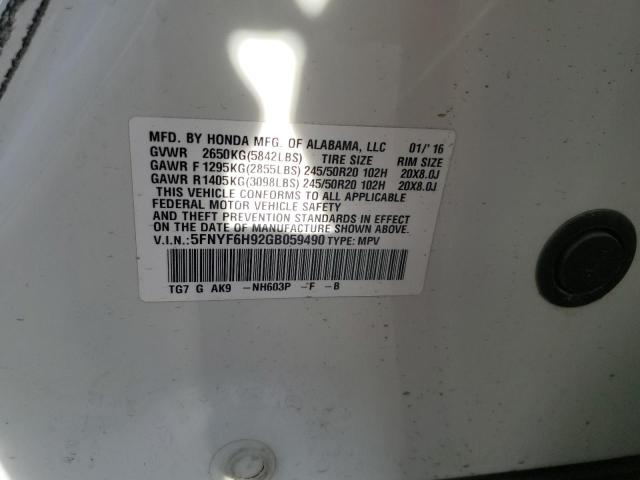 MFD. BY HONDA MFG. OF ALABAMA, LLC 01/'16
GVWR 2650KG(5842LBS) TIRE SIZE RIM SIZE
GAWR F 1295KG(2855LBS) 245/50R20 102H 20X8.0J
GAWR R1405KG(3098LBS) 245/50R20 102H 20X8.0J
THIS VEHICLE CONFORMS TO ALL APPLICABLE
FEDERAL MOTOR VEHICLE SAFETY
AND THEFT PREVENTION STANDARDS IN EFFECT
ON THE DATE OF MANUFACTURE SHOWN ABOVE.
V.I.N.:5FNYF6H92GB059490 TYPE: MPV
TG7 G AK9 -NH603P -F -B